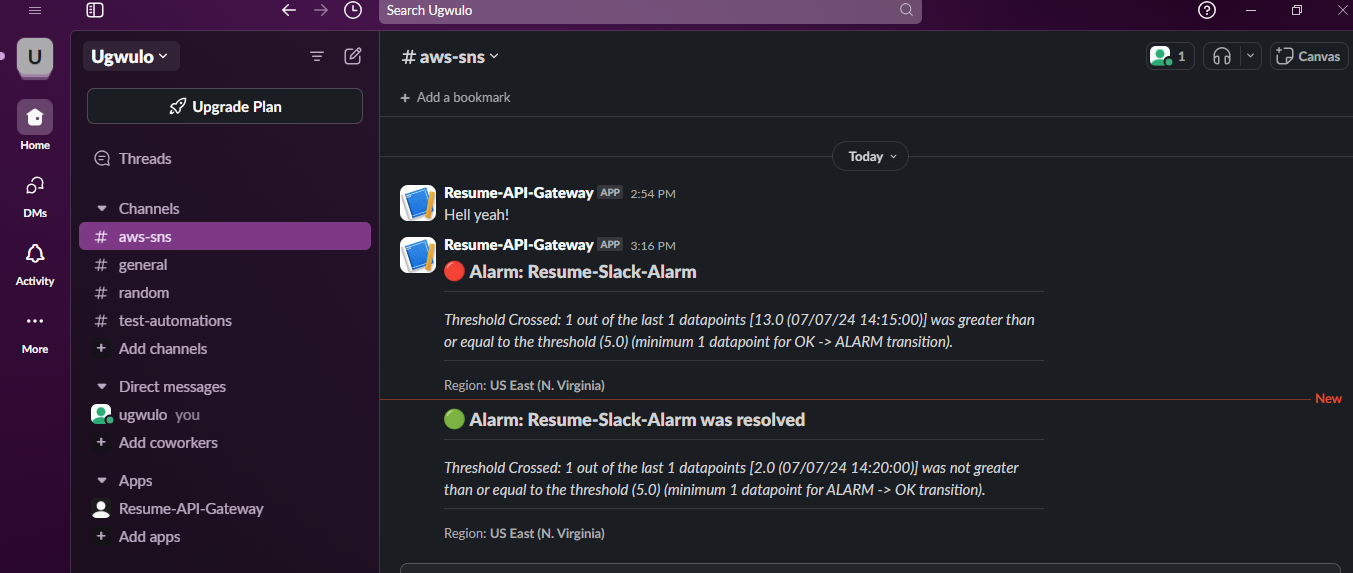 Search Ugwulo
U
Home
DMs
Activity
More
Ugwulo
Upgrade Plan
Threads
Channels
# aws-sns
# general
# random
# test-automations
+ Add channels
Direct messages
ugwulo you
+ Add coworkers
Apps
Resume-API-Gateway
+ Add apps
# aws-sns
1
Canvas
+ Add a bookmark
Today
Resume-API-Gateway APP 2:54 PM
Hell yeah!
Resume-API-Gateway APP 3:16 PM
Alarm: Resume-Slack-Alarm
Threshold Crossed: 1 out of the last 1 datapoints [13.0 (07/07/24 14:15:00)] was greater than
or equal to the threshold (5.0) (minimum 1 datapoint for OK -> ALARM transition).
Region: US East (N. Virginia)
New
Alarm: Resume-Slack-Alarm was resolved
Threshold Crossed: 1 out of the last 1 datapoints [2.0 (07/07/24 14:20:00)] was not greater
than or equal to the threshold (5.0) (minimum 1 datapoint for ALARM -> OK transition).
Region: US East (N. Virginia)